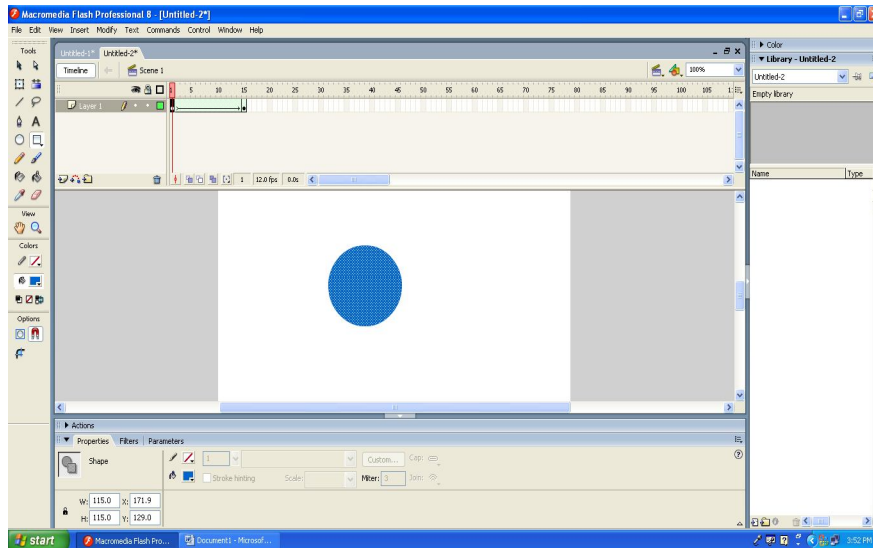 Macromedia Flash Professional 8 - [Untitled-2*]
File Edit View Insert Modify Text Commands Control Window Help
Tools
Untitled-1* Untitled-2*
Color
Library - Untitled-2
Timeline Scene 1 100%
Untitled-2
1 5 10 15 20 25 30 35 40 45 50 55 60 65 70 75 80 85 90 95 100 105
Empty library
Layer 1
1 12.0 fps 0.0s
Name Type
View
Colors
Options
Actions
Properties Filters Parameters
Shape 1 Custom... Cap:
Stroke hinting Scale: Miter: 3 Join:
W: 115.0 X: 171.9
H: 115.0 Y: 129.0
start Macromedia Flash Pro... Document1 - Microsof... 3:52 PM